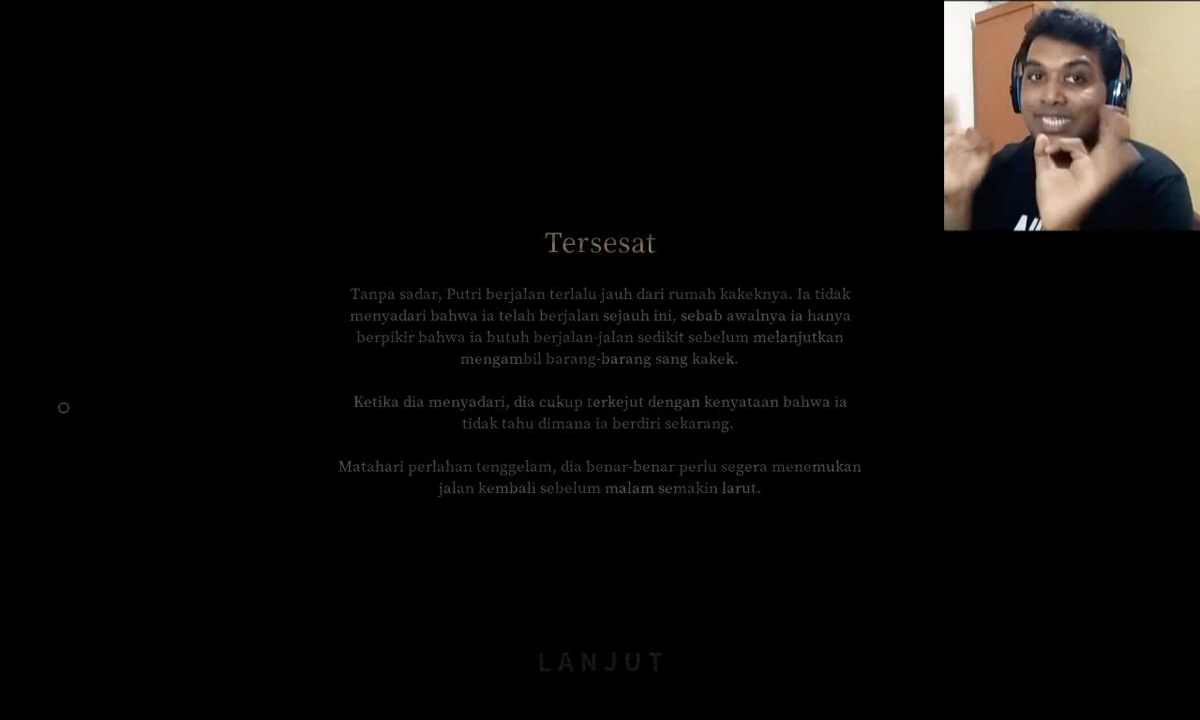 Tersesat
Tanpa sadar, Putri berjalan terlalu jauh dari rumah kakeknya. Ia tidak
menyadari bahwa ia telah berjalan sejauh ini, sebab awalnya ia hanya
berpikir bahwa ia butuh berjalan-jalan sedikit sebelum melanjutkan
mengambil barang-barang sang kakek.
Ketika dia menyadari, dia cukup terkejut dengan kenyataan bahwa ia
tidak tahu dimana ia berdiri sekarang.
Matahari perlahan tenggelam, dia benar-benar perlu segera menemukan
jalan kembali sebelum malam semakin larut.
LANJUT